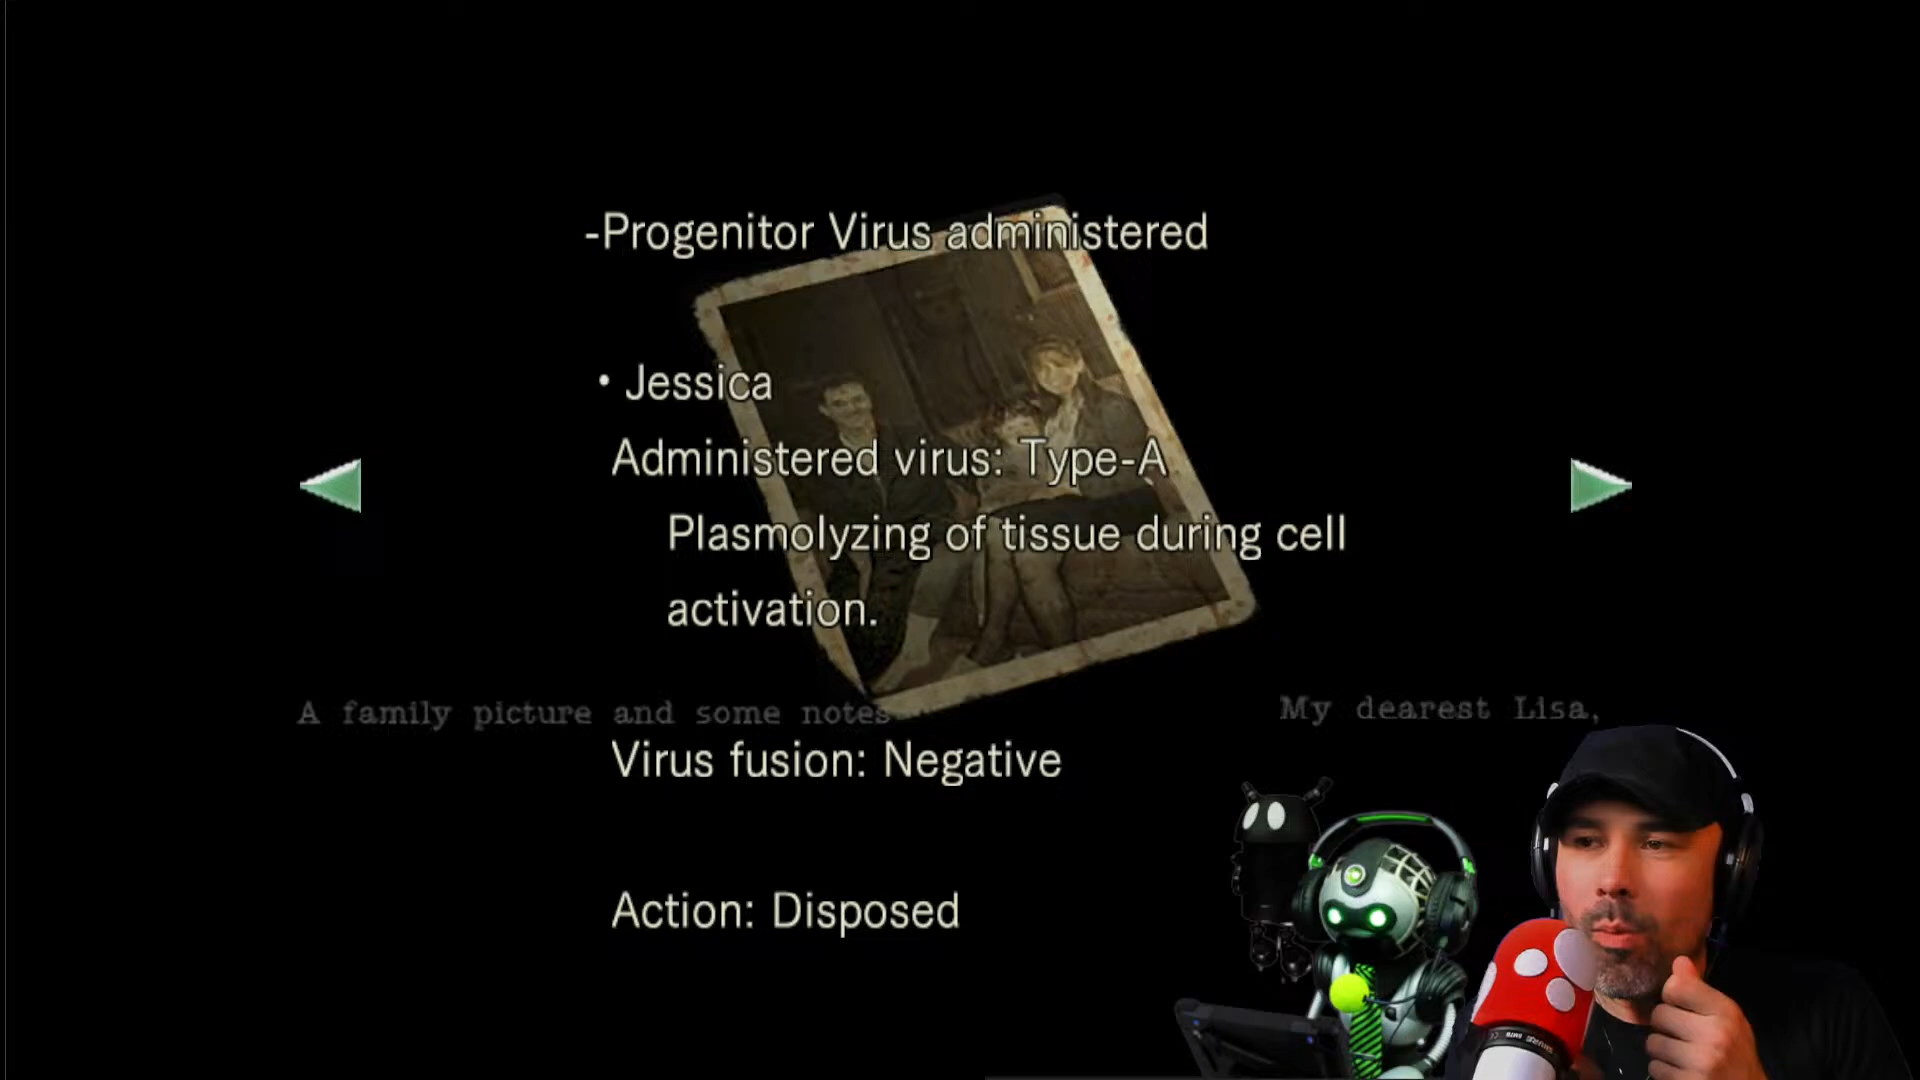 -Progenitor Virus administered
• Jessica
Administered virus: Type-A
Plasmolyzing of tissue during cell
activation.
A family picture and some notes
My dearest Lisa,
Virus fusion: Negative
Action: Disposed